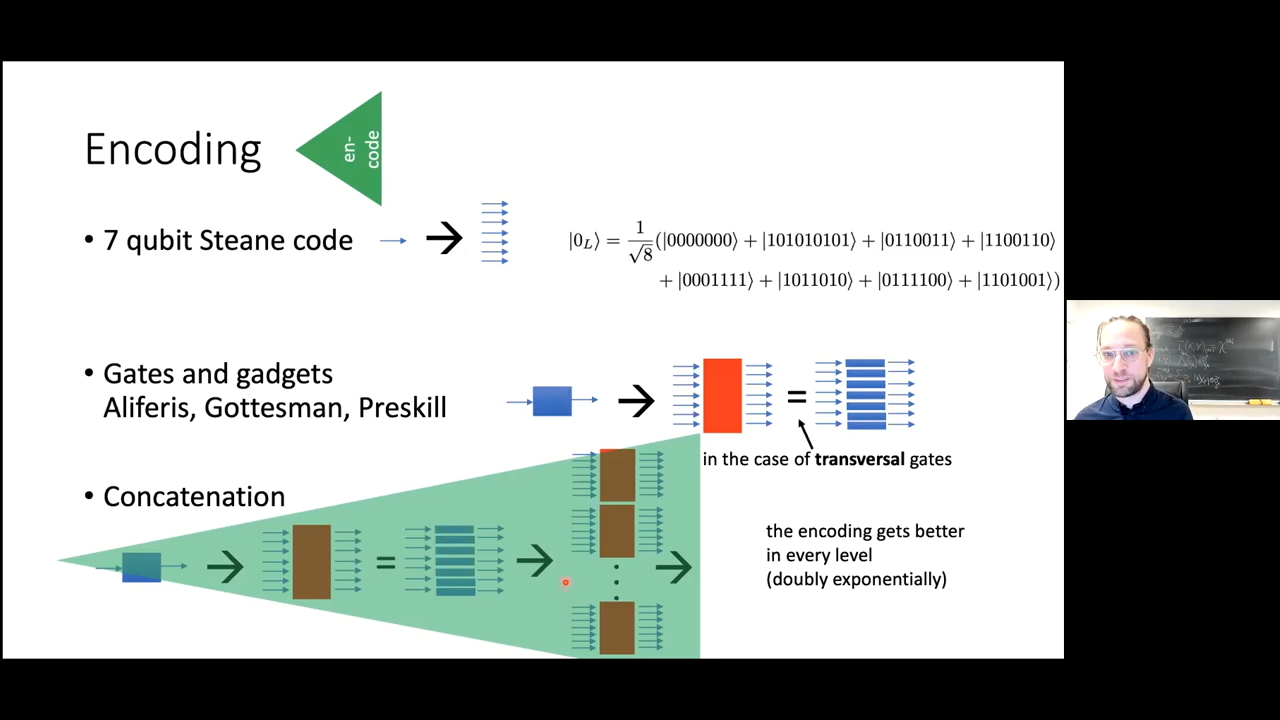 Encoding
en-
code
• 7 qubit Steane code
|0_L⟩ = 1/√8 (|0000000⟩ + |101010101⟩ + |0110011⟩ + |1100110⟩
+ |0001111⟩ + |1011010⟩ + |0111100⟩ + |1101001⟩)
• Gates and gadgets
Aliferis, Gottesman, Preskill
=
in the case of transversal gates
• Concatenation
=
the encoding gets better
in every level
(doubly exponentially)